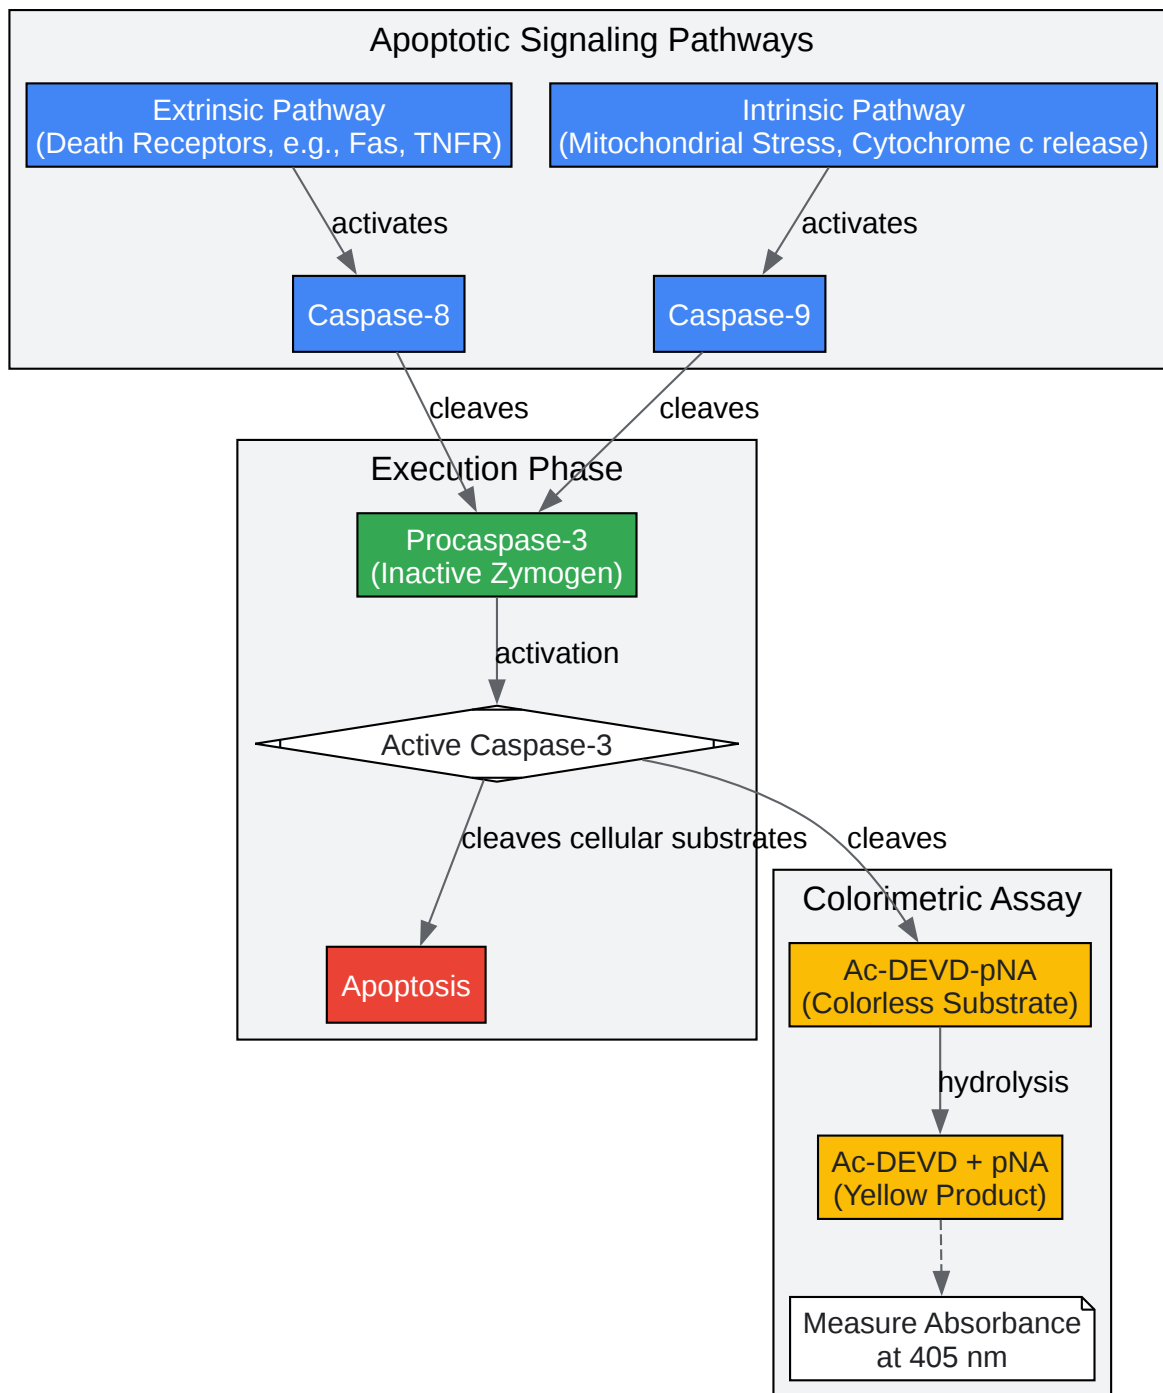 Apoptotic Signaling Pathways
Extrinsic Pathway
(Death Receptors, e.g., Fas, TNFR)
Intrinsic Pathway
(Mitochondrial Stress, Cytochrome c release)
activates
activates
Caspase-8
Caspase-9
cleaves
cleaves
Execution Phase
Procaspase-3
(Inactive Zymogen)
activation
Active Caspase-3
cleaves cellular substrates
cleaves
Apoptosis
Colorimetric Assay
Ac-DEVD-pNA
(Colorless Substrate)
hydrolysis
Ac-DEVD + pNA
(Yellow Product)
Measure Absorbance
at 405 nm